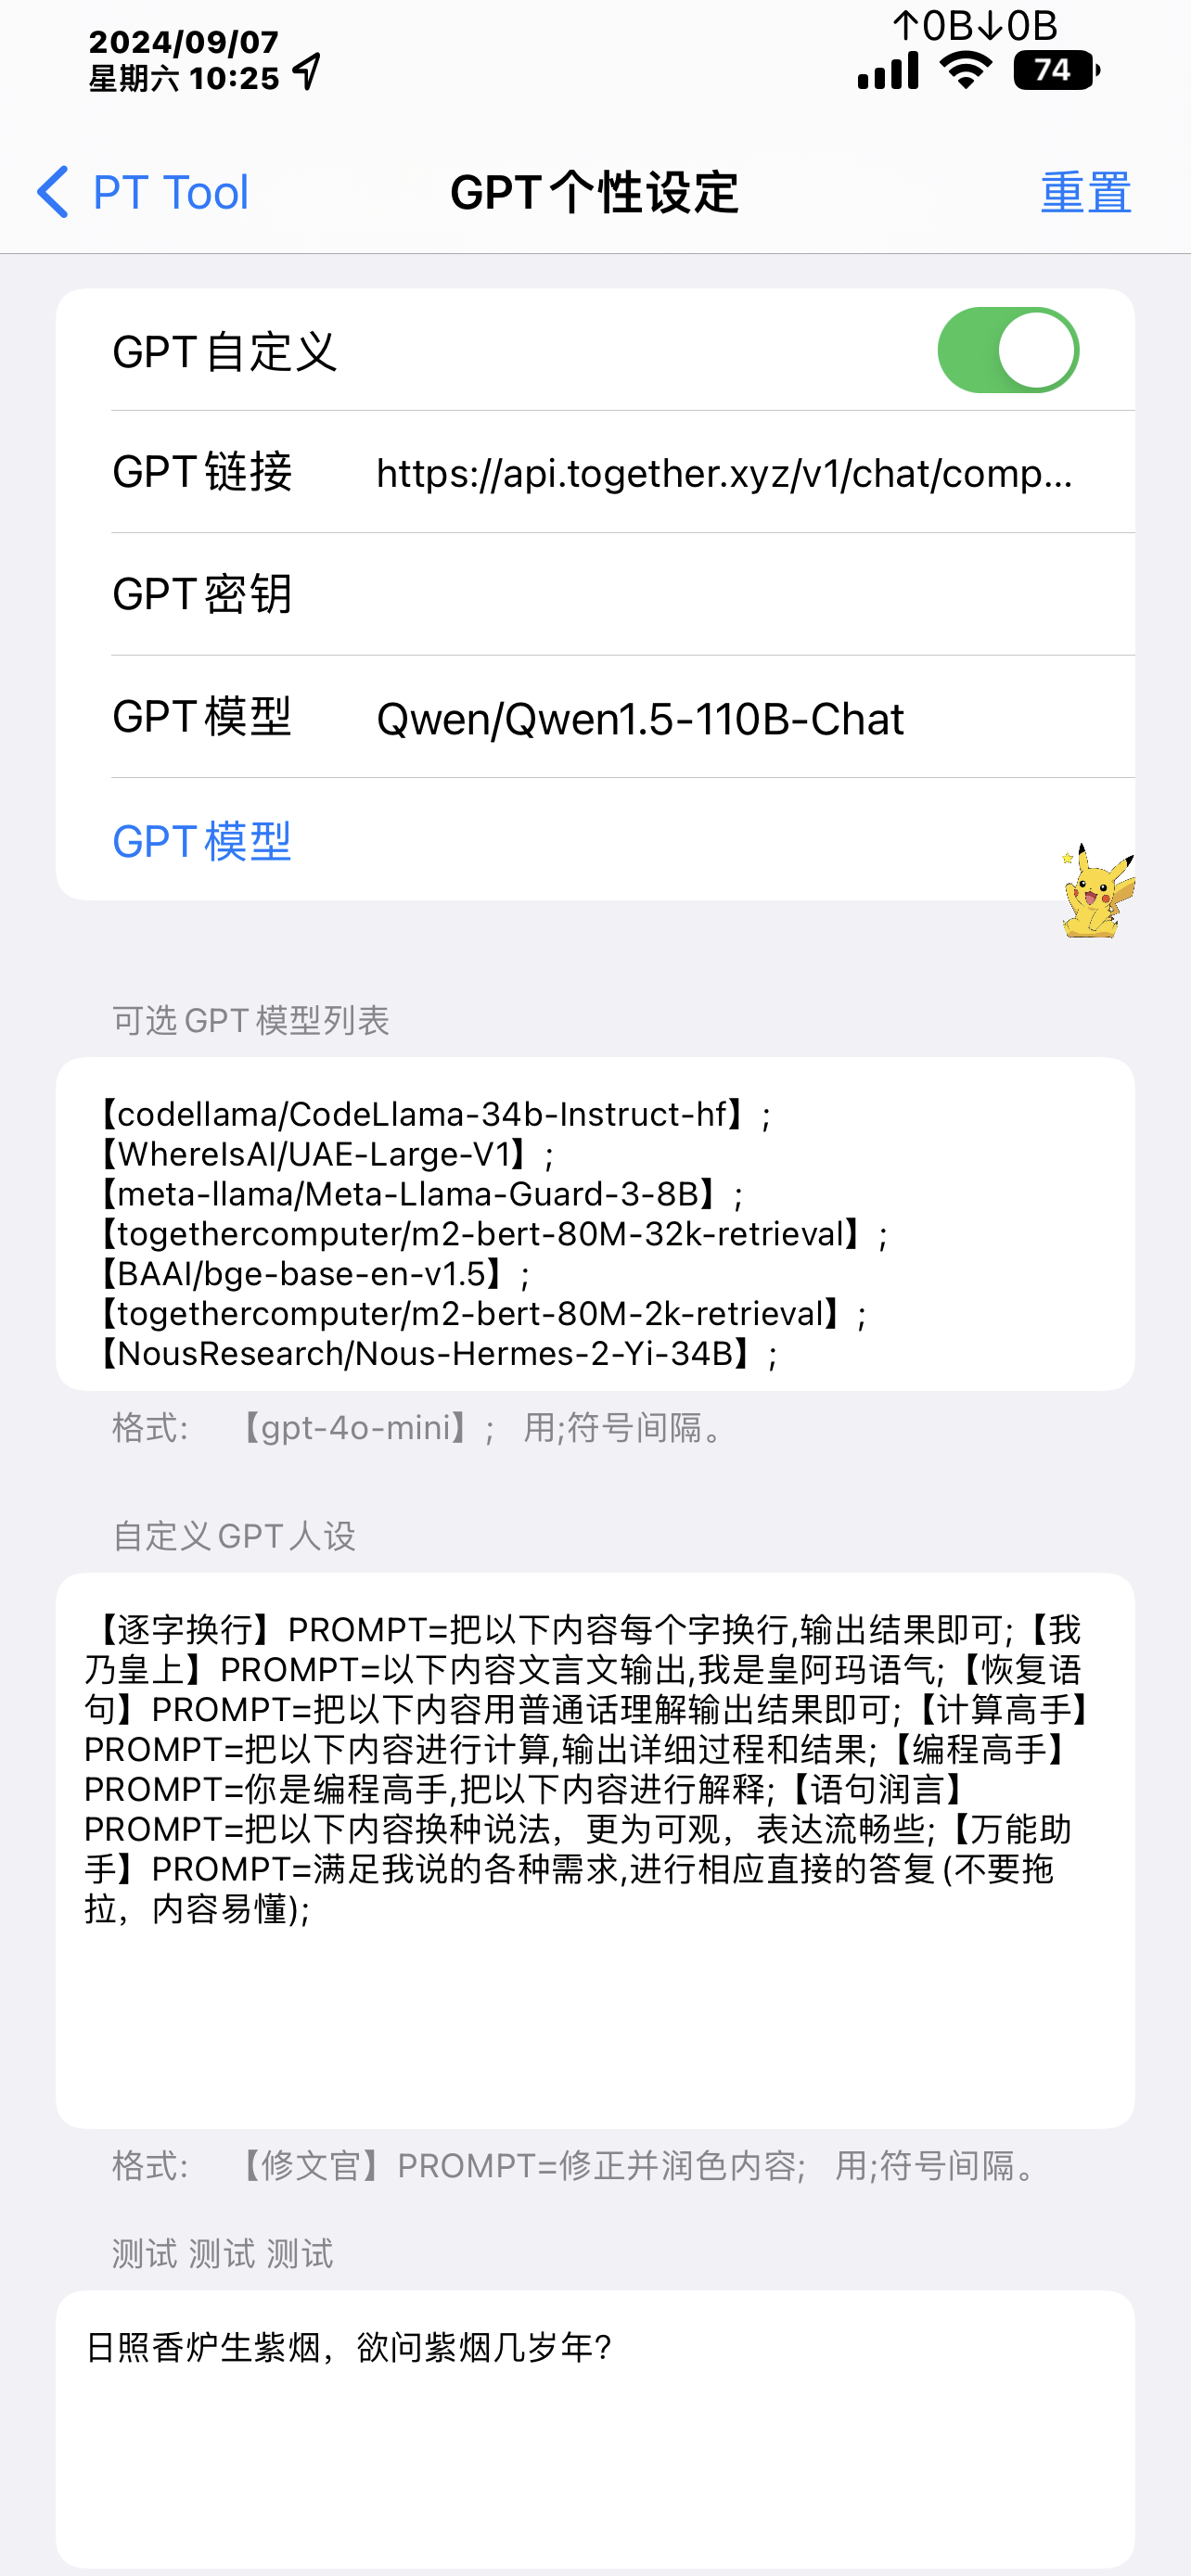 ↑0B↓0B
2024/09/07
星期六 10:25
74
PT Tool
GPT个性设定
重置
GPT自定义
GPT链接 https://api.together.xyz/v1/chat/comp...
GPT密钥
GPT模型 Qwen/Qwen1.5-110B-Chat
GPT模型
可选GPT模型列表
【codellama/CodeLlama-34b-Instruct-hf】;
【WhereIsAI/UAE-Large-V1】;
【meta-llama/Meta-Llama-Guard-3-8B】;
【togethercomputer/m2-bert-80M-32k-retrieval】;
【BAAI/bge-base-en-v1.5】;
【togethercomputer/m2-bert-80M-2k-retrieval】;
【NousResearch/Nous-Hermes-2-Yi-34B】;
格式: 【gpt-4o-mini】; 用;符号间隔。
自定义GPT人设
【逐字换行】PROMPT=把以下内容每个字换行,输出结果即可;【我
乃皇上】PROMPT=以下内容文言文输出,我是皇阿玛语气;【恢复语
句】PROMPT=把以下内容用普通话理解输出结果即可;【计算高手】
PROMPT=把以下内容进行计算,输出详细过程和结果;【编程高手】
PROMPT=你是编程高手,把以下内容进行解释;【语句润言】
PROMPT=把以下内容换种说法，更为可观，表达流畅些;【万能助
手】PROMPT=满足我说的各种需求,进行相应直接的答复(不要拖
拉，内容易懂);
格式: 【修文官】PROMPT=修正并润色内容; 用;符号间隔。
测试 测试 测试
日照香炉生紫烟，欲问紫烟几岁年?